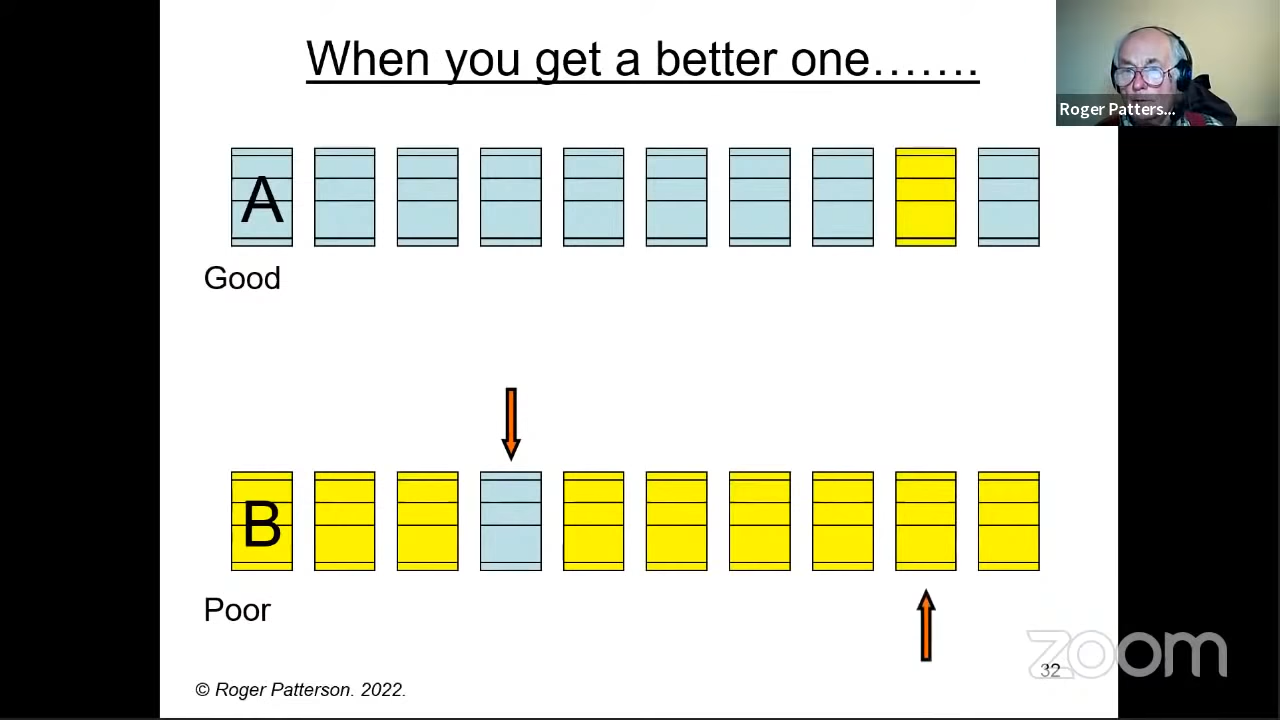 When you get a better one…….
Roger Patters...
A
Good
B
Poor
© Roger Patterson. 2022.
32
zoom